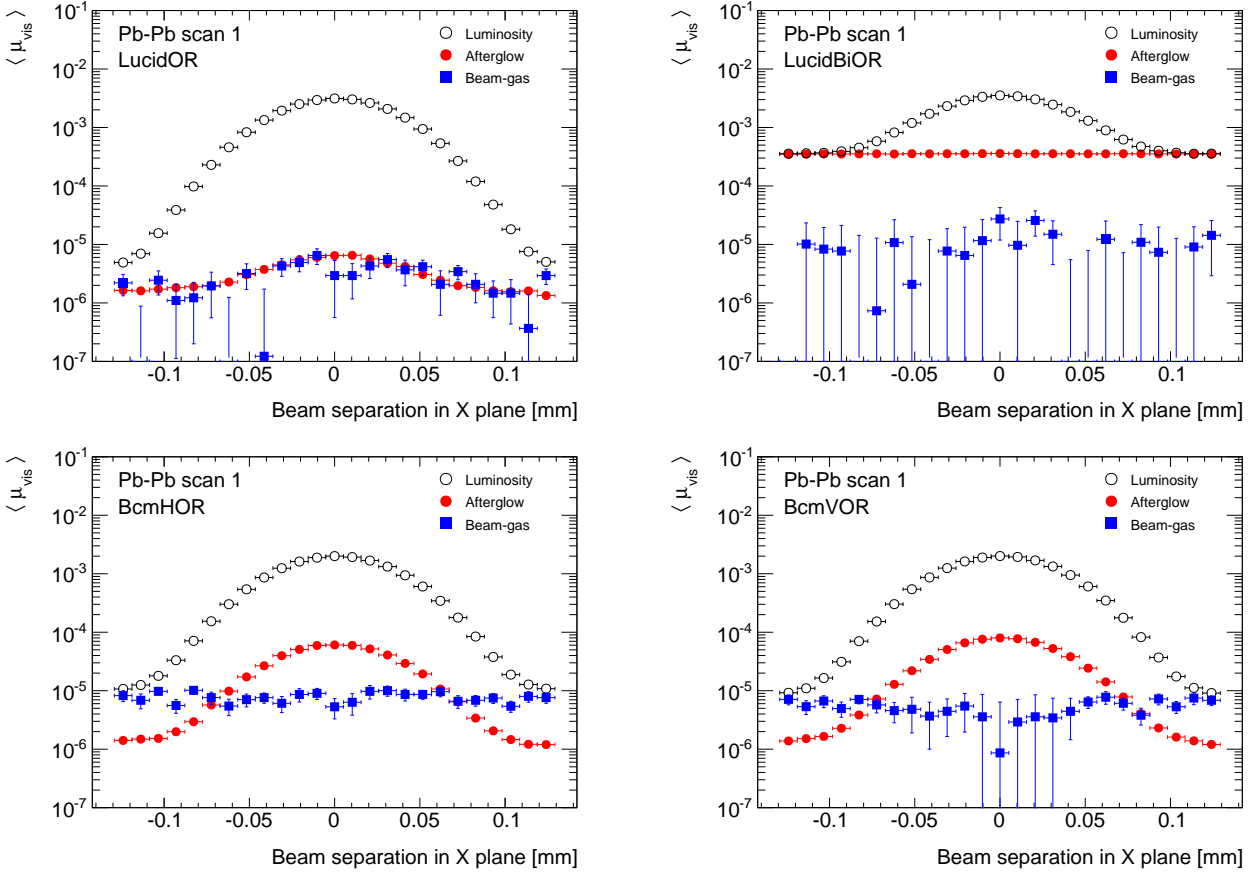 ⟨ μvis ⟩
10⁻¹
10⁻²
10⁻³
10⁻⁴
10⁻⁵
10⁻⁶
10⁻⁷
Pb-Pb scan 1
LucidOR
Luminosity
Afterglow
Beam-gas
-0.1 -0.05 0 0.05 0.1
Beam separation in X plane [mm]
⟨ μvis ⟩
10⁻¹
10⁻²
10⁻³
10⁻⁴
10⁻⁵
10⁻⁶
10⁻⁷
Pb-Pb scan 1
LucidBiOR
Luminosity
Afterglow
Beam-gas
-0.1 -0.05 0 0.05 0.1
Beam separation in X plane [mm]
⟨ μvis ⟩
10⁻¹
10⁻²
10⁻³
10⁻⁴
10⁻⁵
10⁻⁶
10⁻⁷
Pb-Pb scan 1
BcmHOR
Luminosity
Afterglow
Beam-gas
-0.1 -0.05 0 0.05 0.1
Beam separation in X plane [mm]
⟨ μvis ⟩
10⁻¹
10⁻²
10⁻³
10⁻⁴
10⁻⁵
10⁻⁶
10⁻⁷
Pb-Pb scan 1
BcmVOR
Luminosity
Afterglow
Beam-gas
-0.1 -0.05 0 0.05 0.1
Beam separation in X plane [mm]